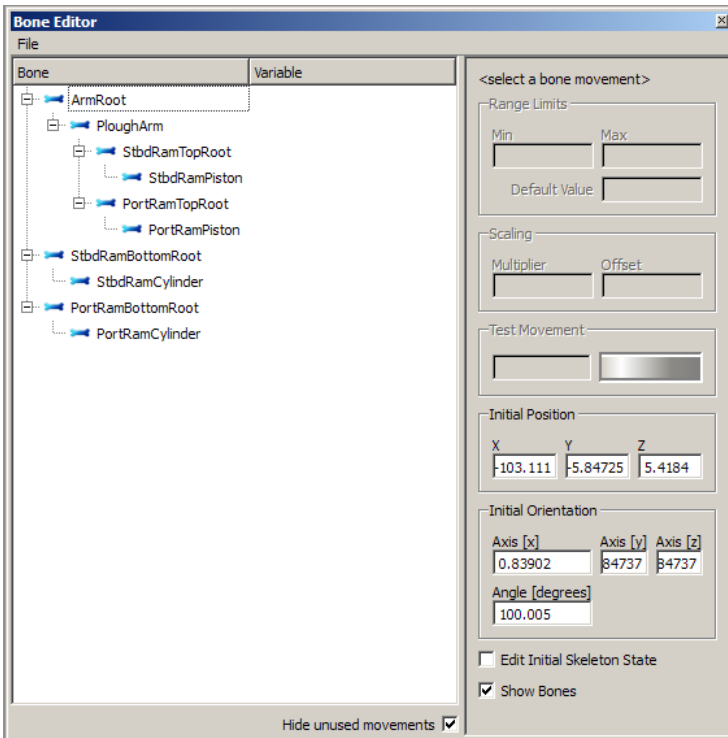 Bone Editor
File
Bone Variable
ArmRoot
PloughArm
StbdRamTopRoot
StbdRamPiston
PortRamTopRoot
PortRamPiston
StbdRamBottomRoot
StbdRamCylinder
PortRamBottomRoot
PortRamCylinder
Hide unused movements
<select a bone movement>
Range Limits
Min Max
Default Value
Scaling
Multiplier Offset
Test Movement
Initial Position
X Y Z
-103.111 -5.84725 5.4184
Initial Orientation
Axis [x] Axis [y] Axis [z]
0.83902 84737 84737
Angle [degrees]
100.005
Edit Initial Skeleton State
Show Bones